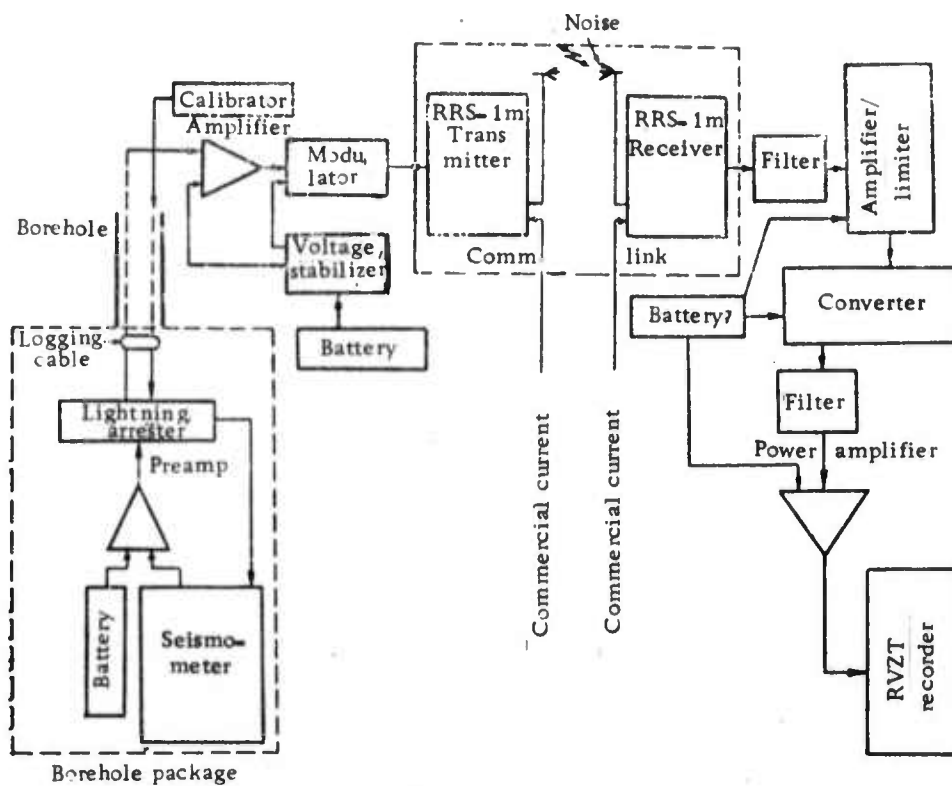 Noise
Calibrator
Amplifier
Modu,
lator
RRS-1m
Trans
mitter
RRS-1m
Receiver
Filter
Amplifier/
limiter
Borehole
Voltage
stabilizer
Comm link
Battery
Battery?
Converter
Logging
cable
Lightning
arrester
Filter
Preamp
Power amplifier
Commercial current
Commercial current
Battery
Seismo-
meter
RVZT
recorder
Borehole package